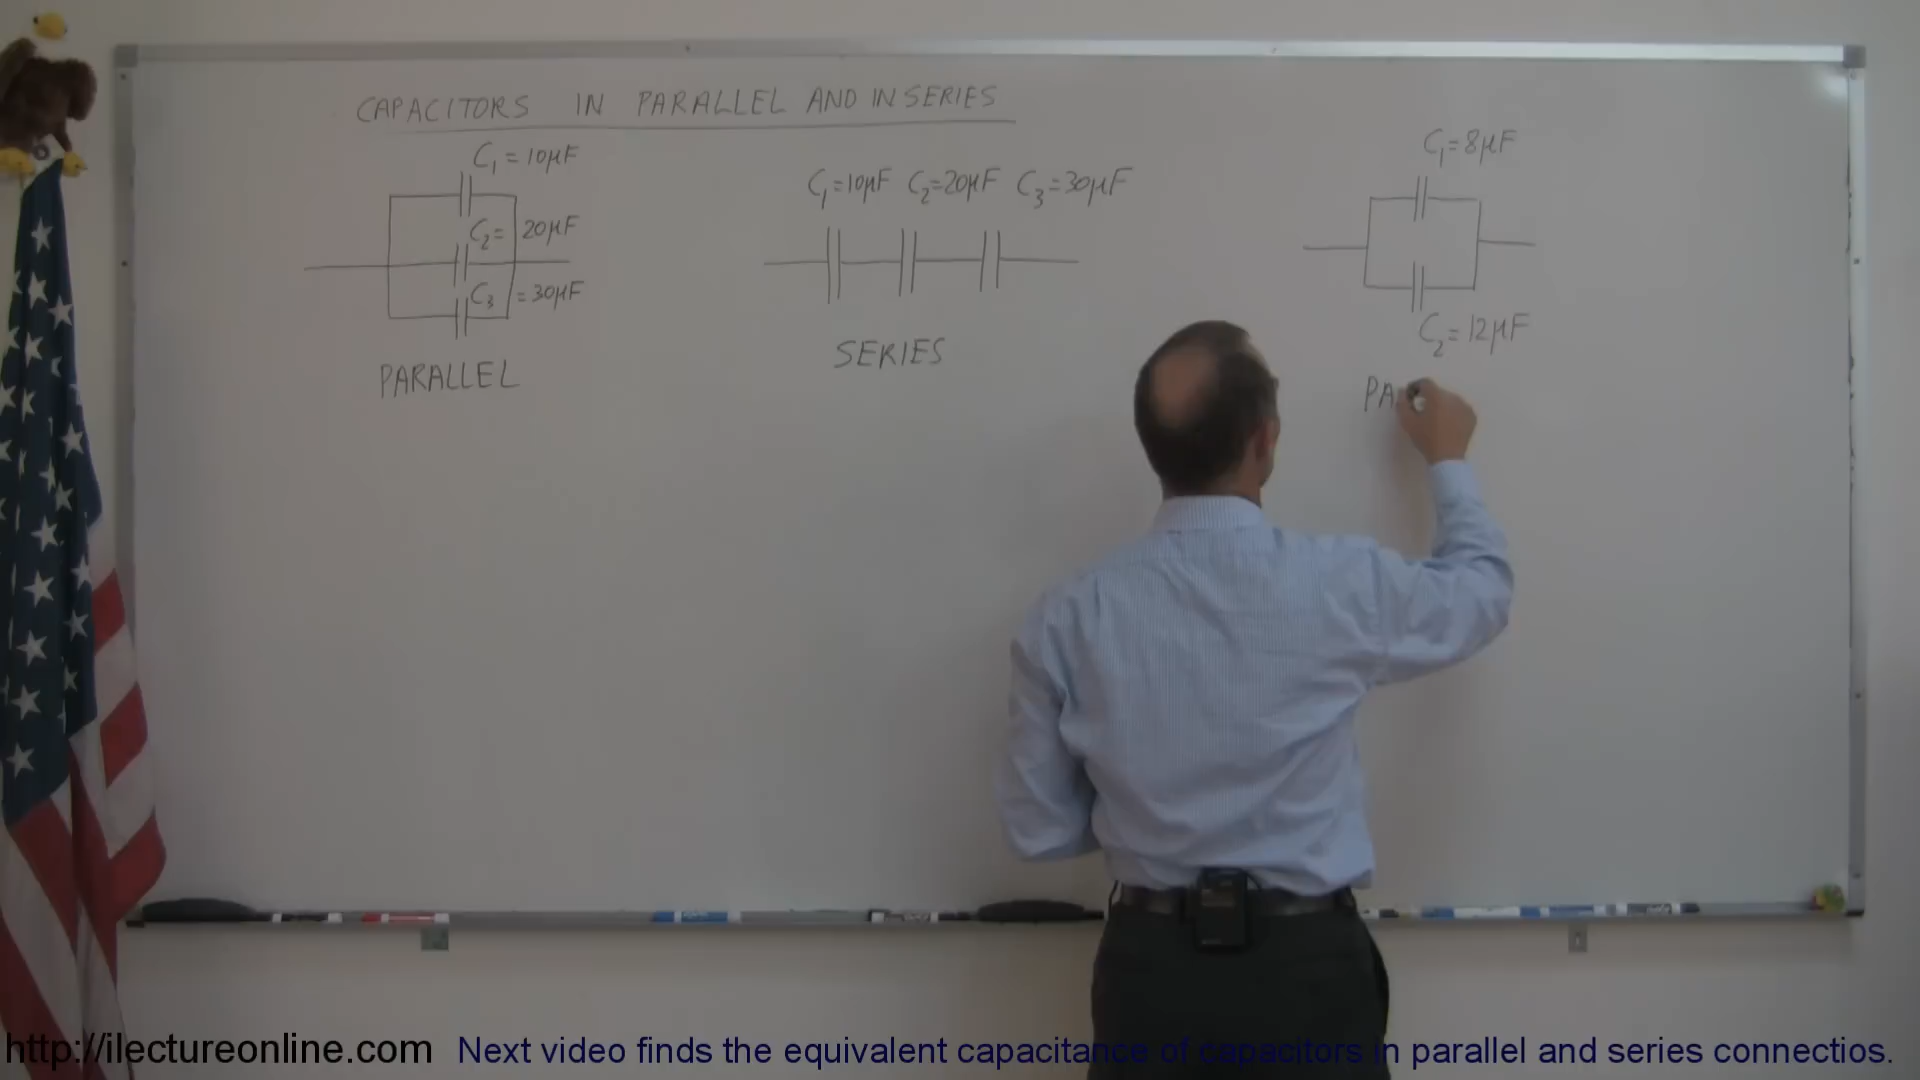 CAPACITORS IN PARALLEL AND IN SERIES
C₁ = 10μF
C₂ = 20μF
C₃ = 30μF
PARALLEL
C₁=10μF C₂=20μF C₃=30μF
SERIES
C₁=8μF
C₂=12μF
PA
http://ilectureonline.com Next video finds the equivalent capacitance of capacitors in parallel and series connectios.